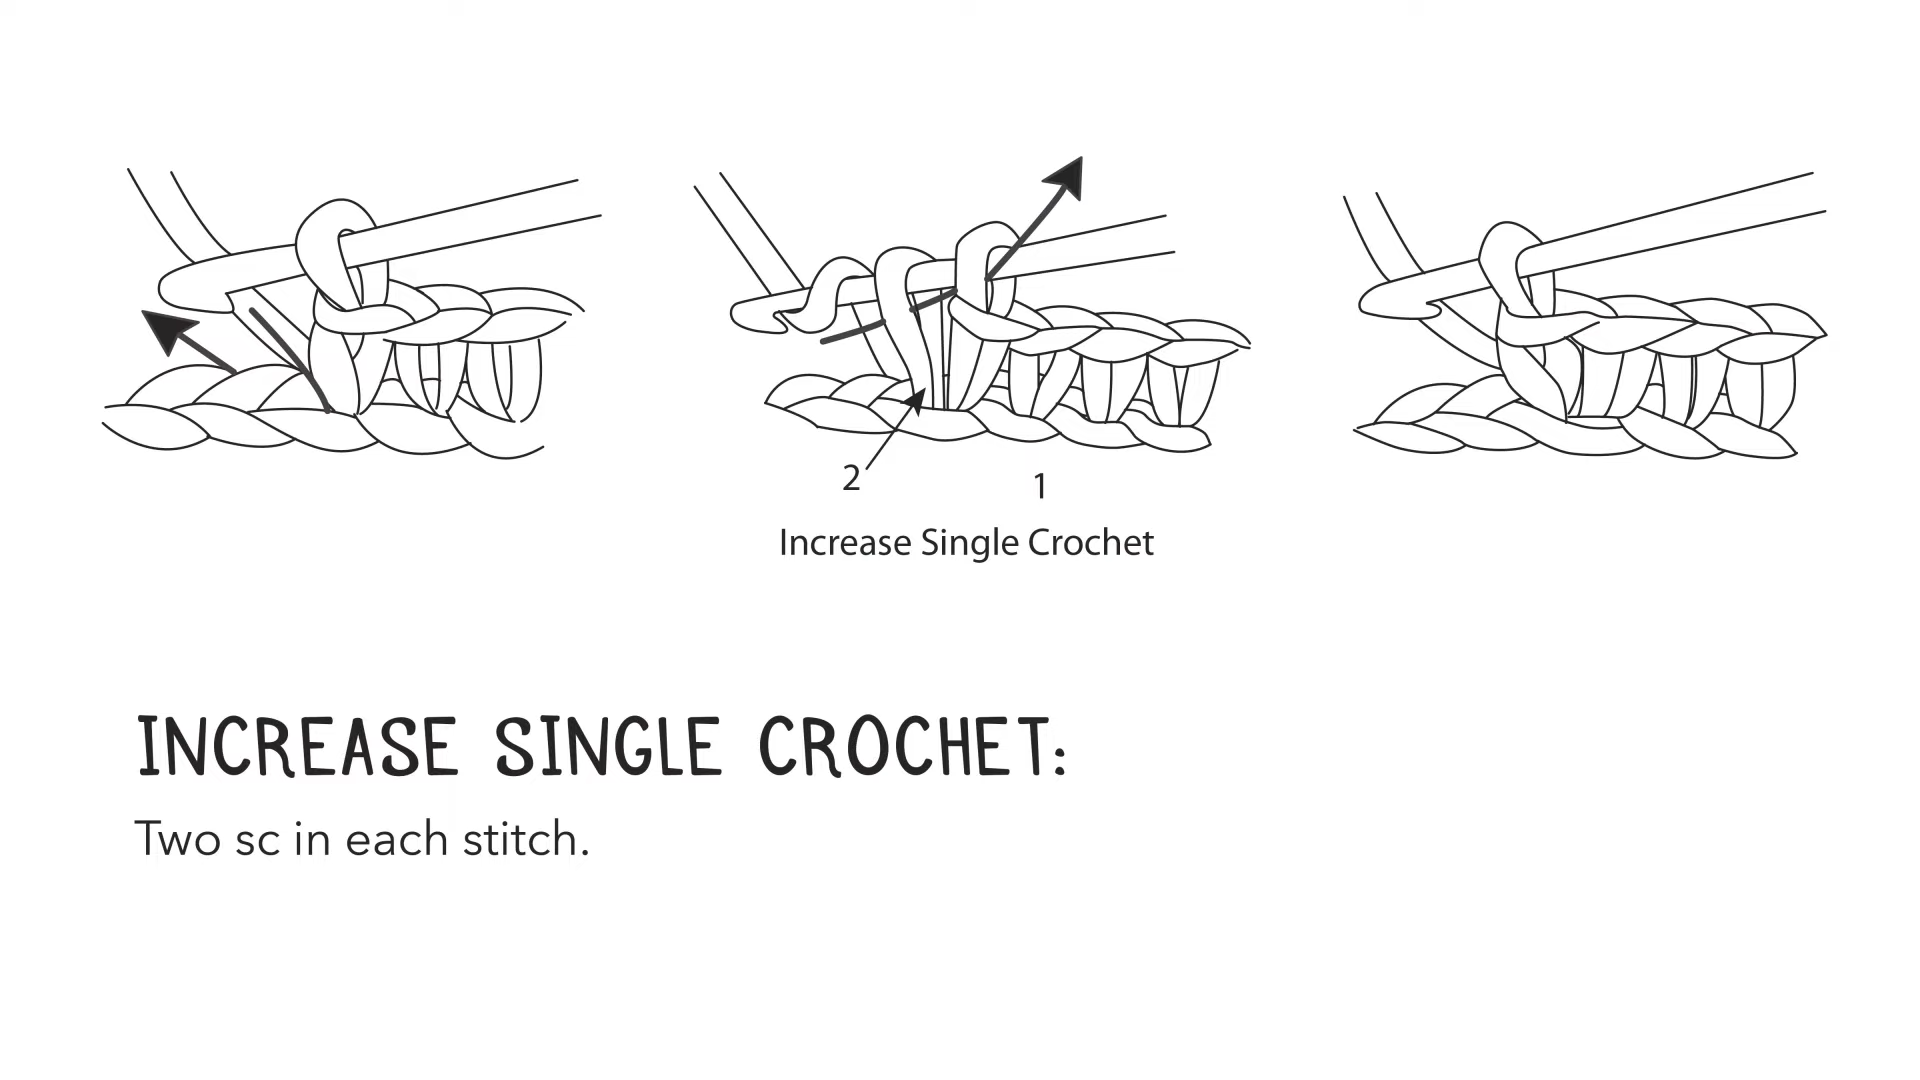 2 1
Increase Single Crochet
INCREASE SINGLE CROCHET:
Two sc in each stitch.